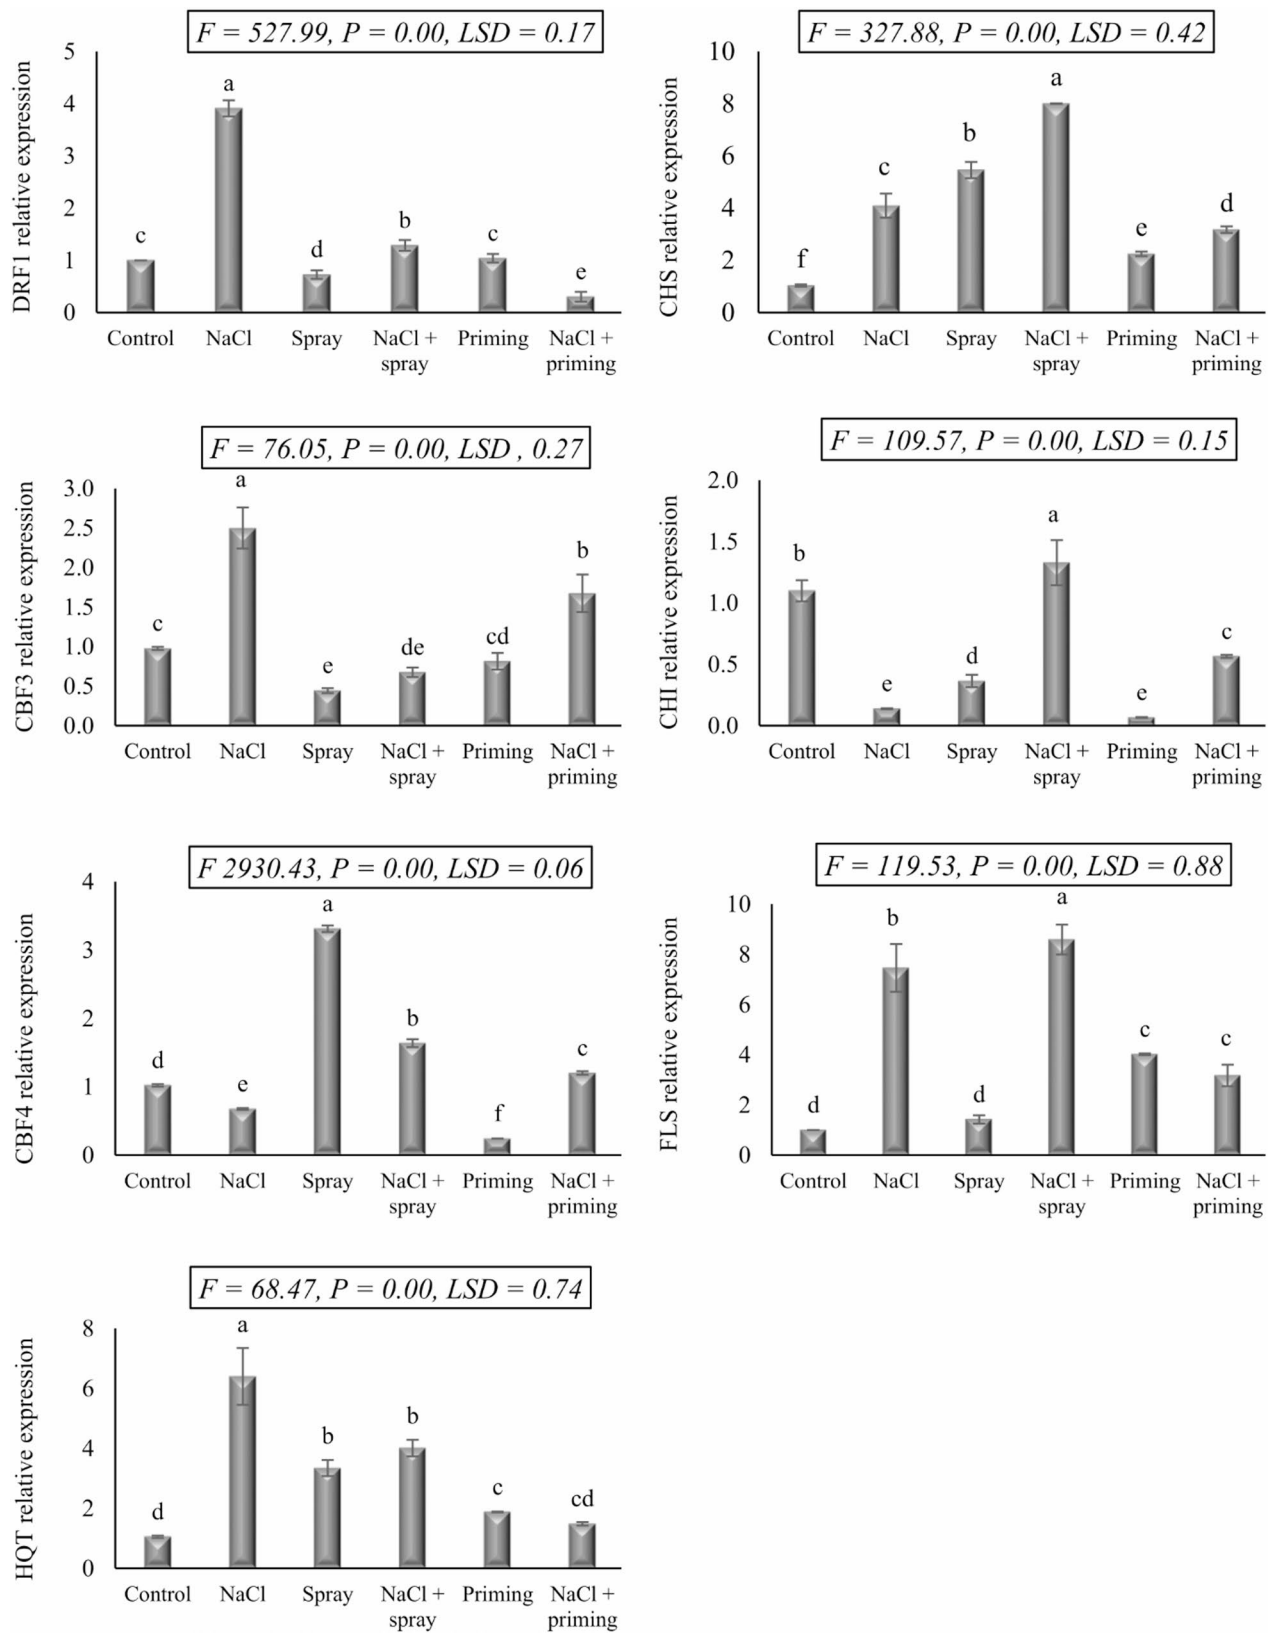 F = 527.99, P = 0.00, LSD = 0.17
DRF1 relative expression
5
4
3
2
1
0
c
a
d
b
c
e
Control NaCl Spray NaCl + Priming NaCl +
spray priming
F = 327.88, P = 0.00, LSD = 0.42
CHS relative expression
10
8
6
4
2
0
f
c
b
a
e
d
Control NaCl Spray NaCl + Priming NaCl +
spray priming
F = 76.05, P = 0.00, LSD , 0.27
CBF3 relative expression
3.0
2.5
2.0
1.5
1.0
0.5
0.0
c
a
e
de
cd
b
Control NaCl Spray NaCl + Priming NaCl +
spray priming
F = 109.57, P = 0.00, LSD = 0.15
CHI relative expression
2.0
1.5
1.0
0.5
0.0
b
e
d
a
e
c
Control NaCl Spray NaCl + Priming NaCl +
spray priming
F 2930.43, P = 0.00, LSD = 0.06
CBF4 relative expression
4
3
2
1
0
d
e
a
b
f
c
Control NaCl Spray NaCl + Priming NaCl +
spray priming
F = 119.53, P = 0.00, LSD = 0.88
FLS relative expression
10
8
6
4
2
0
d
b
d
a
c
c
Control NaCl Spray NaCl + Priming NaCl +
spray priming
F = 68.47, P = 0.00, LSD = 0.74
HQT relative expression
8
6
4
2
0
d
a
b
b
c
cd
Control NaCl Spray NaCl + Priming NaCl +
spray priming